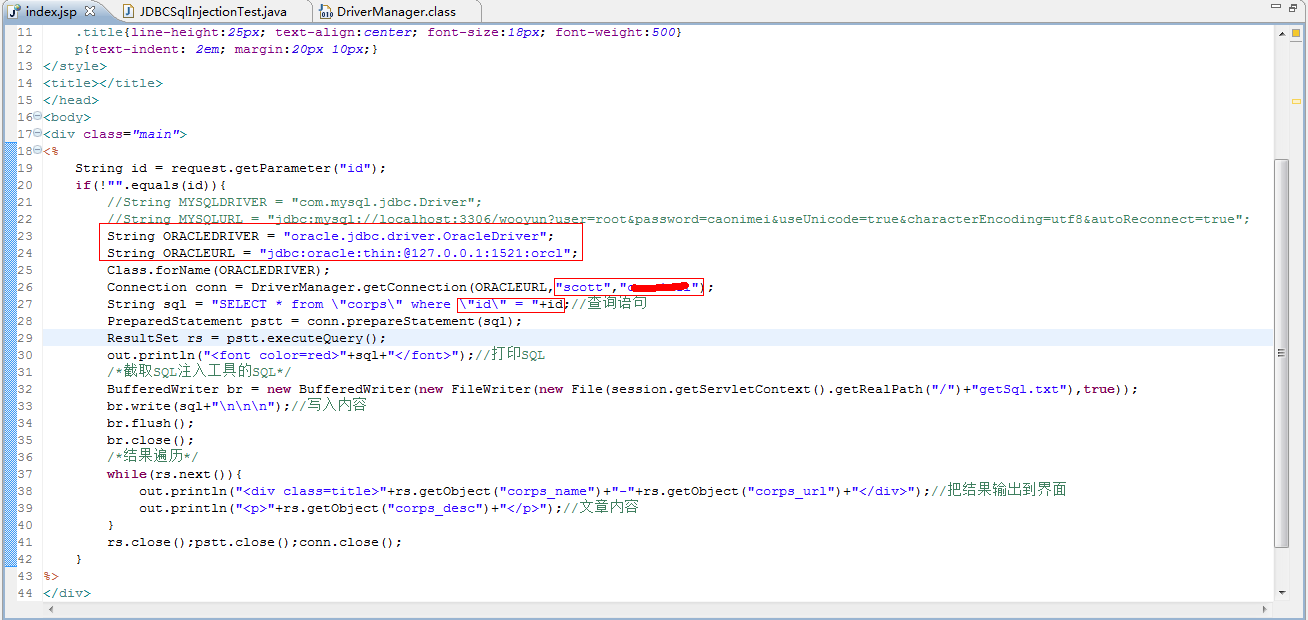 index.jsp JDBCSqlInjectionTest.java DriverManager.class
11 .title{line-height:25px; text-align:center; font-size:18px; font-weight:500}
12 p{text-indent: 2em; margin:20px 10px;}
13 </style>
14 <title></title>
15 </head>
16 <body>
17 <div class="main">
18 <%
19 String id = request.getParameter("id");
20 if(!"".equals(id)){
21 //String MYSQLDRIVER = "com.mysql.jdbc.Driver";
22 //String MYSQLURL = "jdbc:mysql://localhost:3306/wooyun?user=root&password=caonimei&useUnicode=true&characterEncoding=utf8&autoReconnect=true";
23 String ORACLEDRIVER = "oracle.jdbc.driver.OracleDriver";
24 String ORACLEURL = "jdbc:oracle:thin:@127.0.0.1:1521:orcl";
25 Class.forName(ORACLEDRIVER);
26 Connection conn = DriverManager.getConnection(ORACLEURL,"scott","");
27 String sql = "SELECT * from \"corps\" where \"id\" = "+id;//查询语句
28 PreparedStatement pstt = conn.prepareStatement(sql);
29 ResultSet rs = pstt.executeQuery();
30 out.println("<font color=red>"+sql+"</font>");//打印SQL
31 /*截取SQL注入工具的SQL*/
32 BufferedWriter br = new BufferedWriter(new FileWriter(new File(session.getServletContext().getRealPath("/")+"getSql.txt"),true));
33 br.write(sql+"\n\n\n");//写入内容
34 br.flush();
35 br.close();
36 /*结果遍历*/
37 while(rs.next()){
38 out.println("<div class=title>"+rs.getObject("corps_name")+"-"+rs.getObject("corps_url")+"</div>");//把结果输出到界面
39 out.println("<p>"+rs.getObject("corps_desc")+"</p>");//文章内容
40 }
41 rs.close();pstt.close();conn.close();
42 }
43 %>
44 </div>